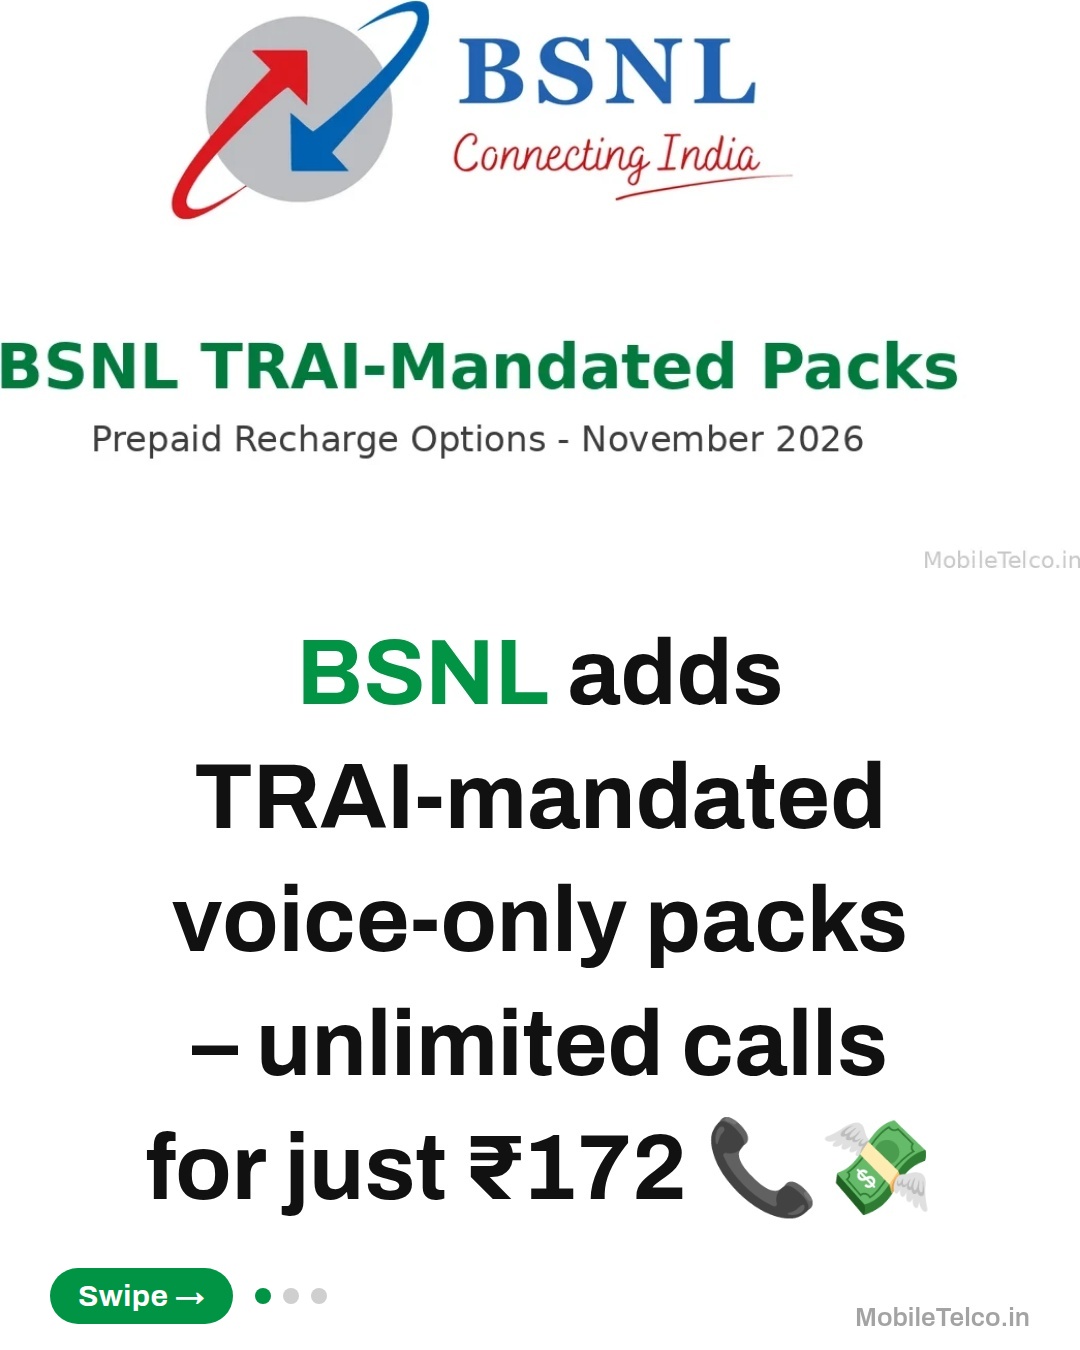 BSNL
Connecting India
BSNL TRAI-Mandated Packs
Prepaid Recharge Options - November 2026
MobileTelco.in
BSNL adds
TRAI-mandated
voice-only packs
– unlimited calls
for just ₹172 📞 💸
Swipe →
MobileTelco.in